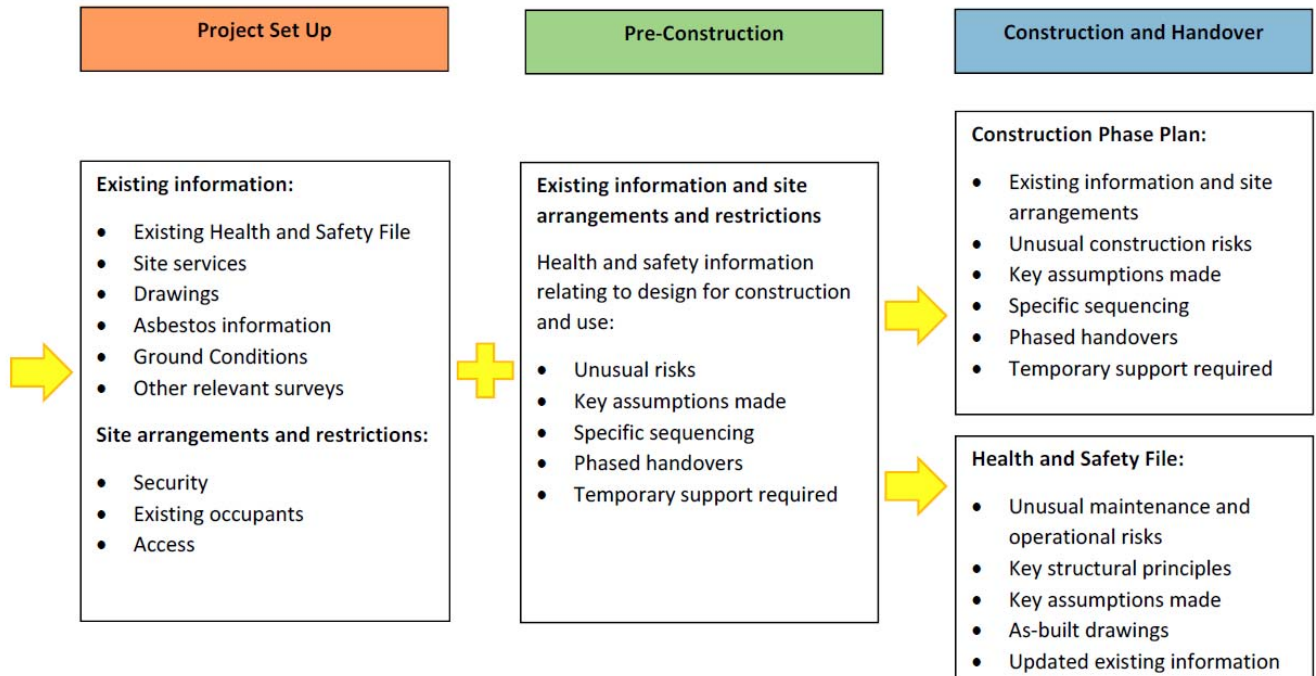 Project Set Up
Pre-Construction
Construction and Handover
Existing information:
• Existing Health and Safety File
• Site services
• Drawings
• Asbestos information
• Ground Conditions
• Other relevant surveys
Site arrangements and restrictions:
• Security
• Existing occupants
• Access
Existing information and site
arrangements and restrictions
Health and safety information
relating to design for construction
and use:
• Unusual risks
• Key assumptions made
• Specific sequencing
• Phased handovers
• Temporary support required
Construction Phase Plan:
• Existing information and site
arrangements
• Unusual construction risks
• Key assumptions made
• Specific sequencing
• Phased handovers
• Temporary support required
Health and Safety File:
• Unusual maintenance and
operational risks
• Key structural principles
• Key assumptions made
• As-built drawings
• Updated existing information